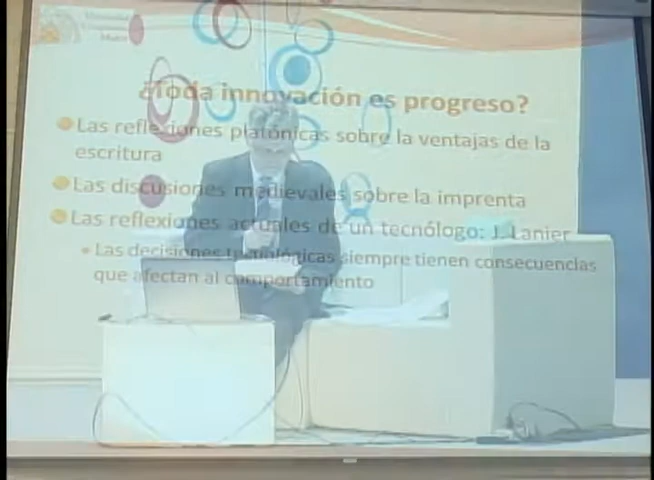 ¿Toda innovación es progreso?
Las reflexiones platónicas sobre la ventajas de la
escritura
Las discusiones medievales sobre la imprenta
Las reflexiones actuales de un tecnólogo: J. Lanier
Las decisiones tecnológicas siempre tienen consecuencias
que afectan al comportamiento